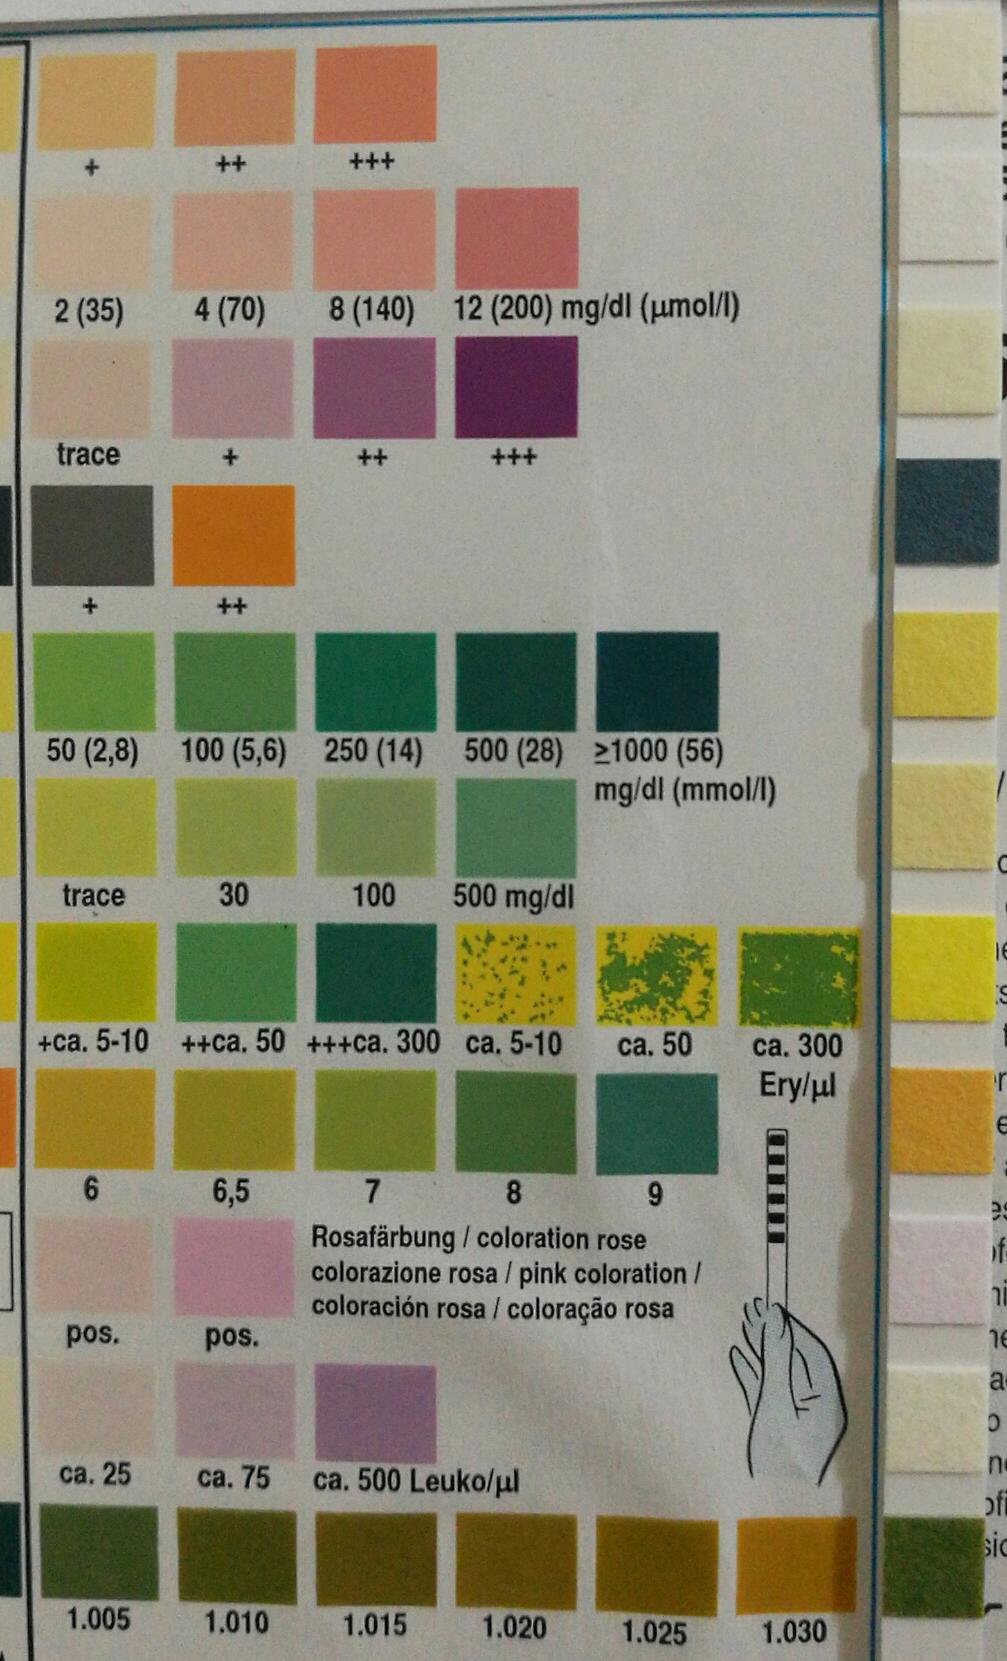 + ++ +++
2 (35) 4 (70) 8 (140) 12 (200) mg/dl (µmol/l)
trace + ++ +++
+ ++
50 (2,8) 100 (5,6) 250 (14) 500 (28) ≥1000 (56)
mg/dl (mmol/l)
trace 30 100 500 mg/dl
+ca. 5-10 ++ca. 50 +++ca. 300 ca. 5-10 ca. 50 ca. 300
Ery/µl
6 6,5 7 8 9
Rosafärbung / coloration rose
colorazione rosa / pink coloration /
coloración rosa / coloração rosa
pos. pos.
ca. 25 ca. 75 ca. 500 Leuko/µl
1.005 1.010 1.015 1.020 1.025 1.030